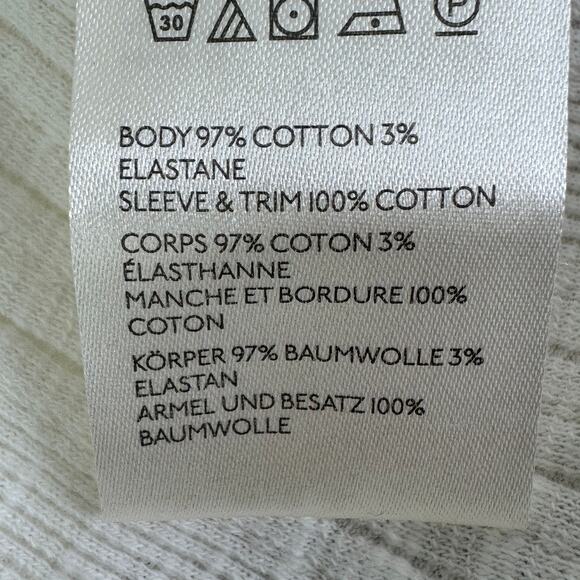 30
P
BODY 97% COTTON 3%
ELASTANE
SLEEVE & TRIM 100% COTTON
CORPS 97% COTON 3%
ÉLASTHANNE
MANCHE ET BORDURE 100%
COTON
KÖRPER 97% BAUMWOLLE 3%
ELASTAN
ARMEL UND BESATZ 100%
BAUMWOLLE